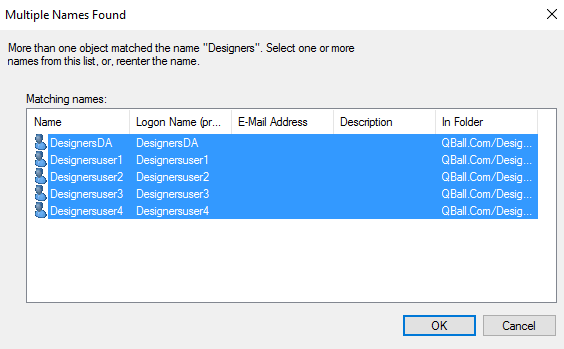 Multiple Names Found
More than one object matched the name "Designers". Select one or more
names from this list, or, reenter the name.
Matching names:
Name Logon Name (pr... E-Mail Address Description In Folder
DesignersDA DesignersDA QBall.Com/Desig...
Designersuser1 Designersuser1 QBall.Com/Desig...
Designersuser2 Designersuser2 QBall.Com/Desig...
Designersuser3 Designersuser3 QBall.Com/Desig...
Designersuser4 Designersuser4 QBall.Com/Desig...
OK Cancel